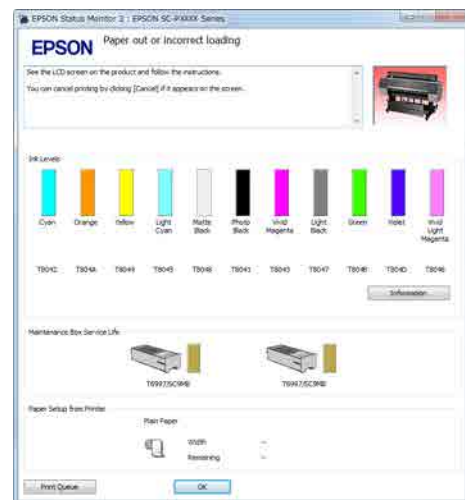 EPSON Status Monitor 3 : EPSON SC-PXXXX Series
EPSON
Paper out or incorrect loading
See the LCD screen on the product and follow the instructions.
You can cancel printing by clicking [Cancel] if it appears on the screen.
Ink Levels
Cyan Orange Yellow Light Cyan Matte Black Photo Black Vivid Magenta Light Black Green Violet Vivid Light Magenta
T8042 T804A T8044 T8045 T8048 T8041 T8043 T8047 T804B T804D T8046
Information
Maintenance Box Service Life
T6997/SC9MB T6997/SC9MB
Paper Setup from Printer
Plain Paper
Width --
Remaining --
Print Queue OK